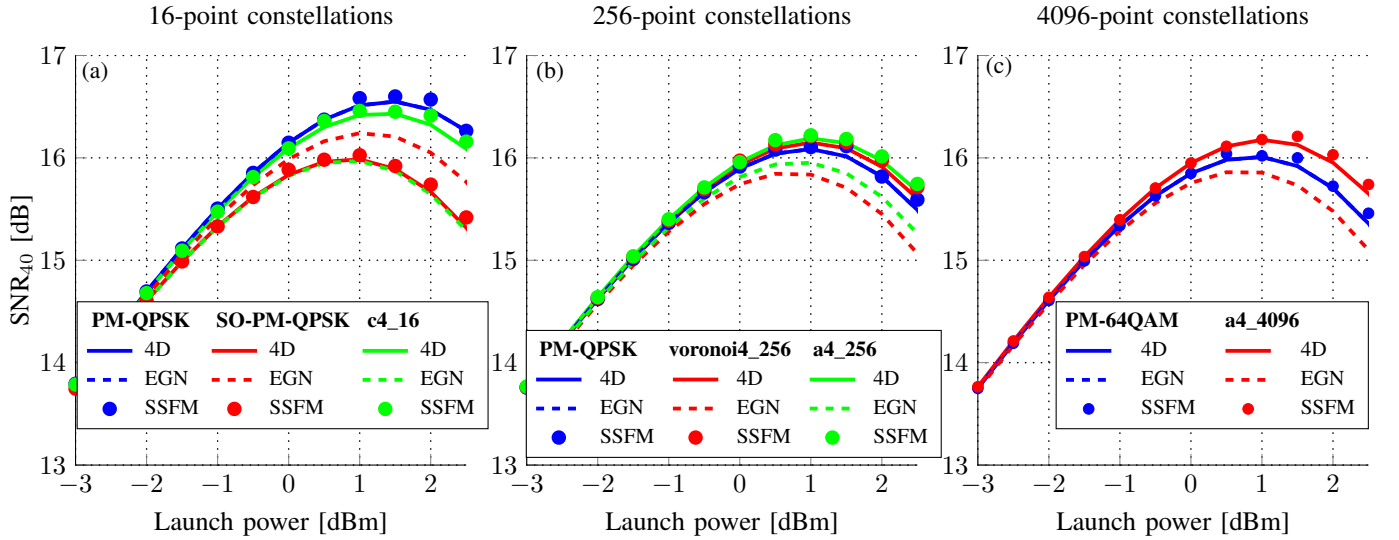 16-point constellations
256-point constellations
4096-point constellations
17
16
15
14
13
SNR40 [dB]
(a)
PM-QPSK SO-PM-QPSK c4_16
4D 4D 4D
EGN EGN EGN
SSFM SSFM SSFM
−3 −2 −1 0 1 2
Launch power [dBm]
17
16
15
14
13
(b)
PM-QPSK voronoi4_256 a4_256
4D 4D 4D
EGN EGN EGN
SSFM SSFM SSFM
−3 −2 −1 0 1 2
Launch power [dBm]
17
16
15
14
13
(c)
PM-64QAM a4_4096
4D 4D
EGN EGN
SSFM SSFM
−3 −2 −1 0 1 2
Launch power [dBm]